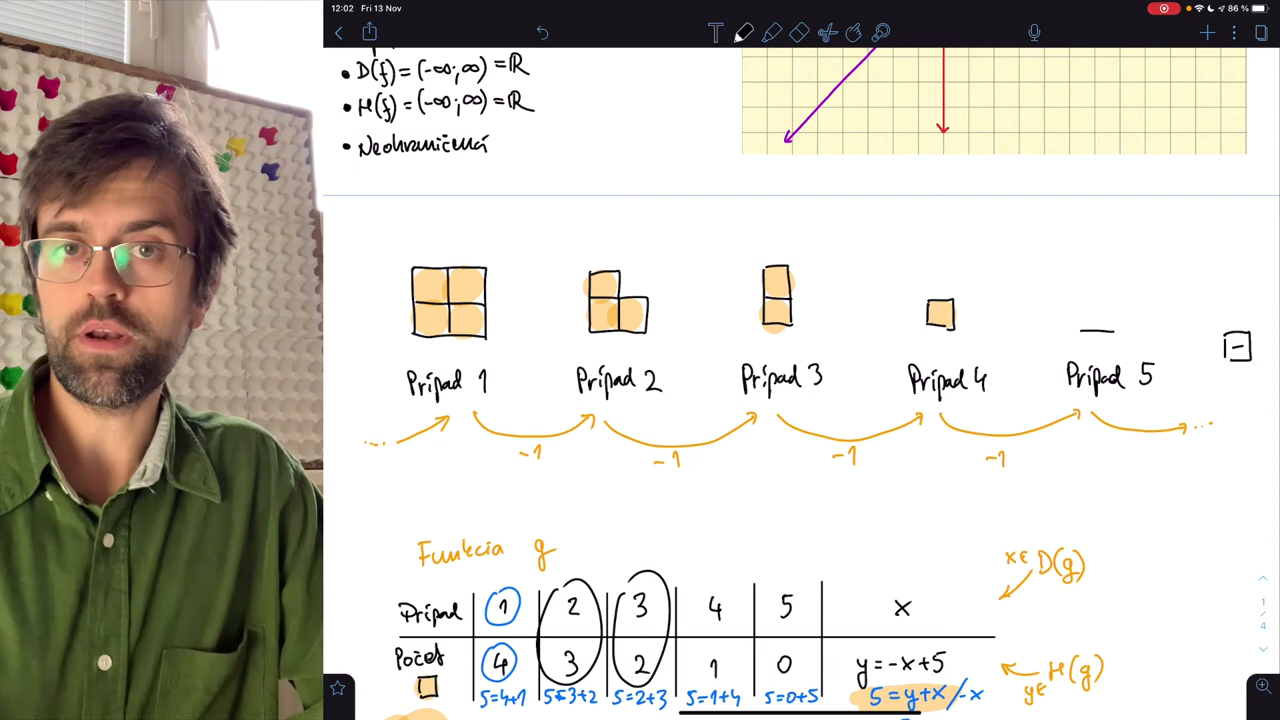 12:02 Fri 13 Nov
86 %
• D(f) = (-∞; ∞) = ℝ
• H(f) = (-∞; ∞) = ℝ
• Neohraničená
Prípad 1 Prípad 2 Prípad 3 Prípad 4 Prípad 5
... -1 -1 -1 -1 ...
Funkcia g
x∈ D(g)
Prípad 1 2 3 4 5 x
Počet 4 3 2 1 0 y=-x+5
H(g)
y∈
5=4+1 5=3+2 5=2+3 5=1+4 5=0+5 5=y+x /-x
1
4